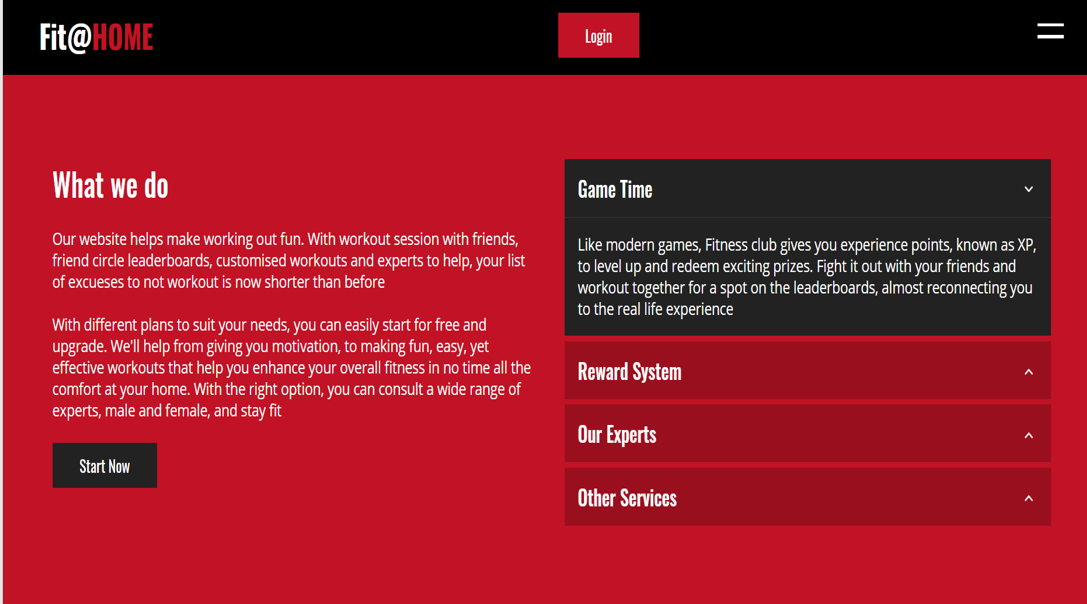 Fit@HOME
Login
What we do
Our website helps make working out fun. With workout session with friends,
friend circle leaderboards, customised workouts and experts to help, your list
of excueses to not workout is now shorter than before
With different plans to suit your needs, you can easily start for free and
upgrade. We'll help from giving you motivation, to making fun, easy, yet
effective workouts that help you enhance your overall fitness in no time all the
comfort at your home. With the right option, you can consult a wide range of
experts, male and female, and stay fit
Start Now
Game Time
Like modern games, Fitness club gives you experience points, known as XP,
to level up and redeem exciting prizes. Fight it out with your friends and
workout together for a spot on the leaderboards, almost reconnecting you
to the real life experience
Reward System
Our Experts
Other Services